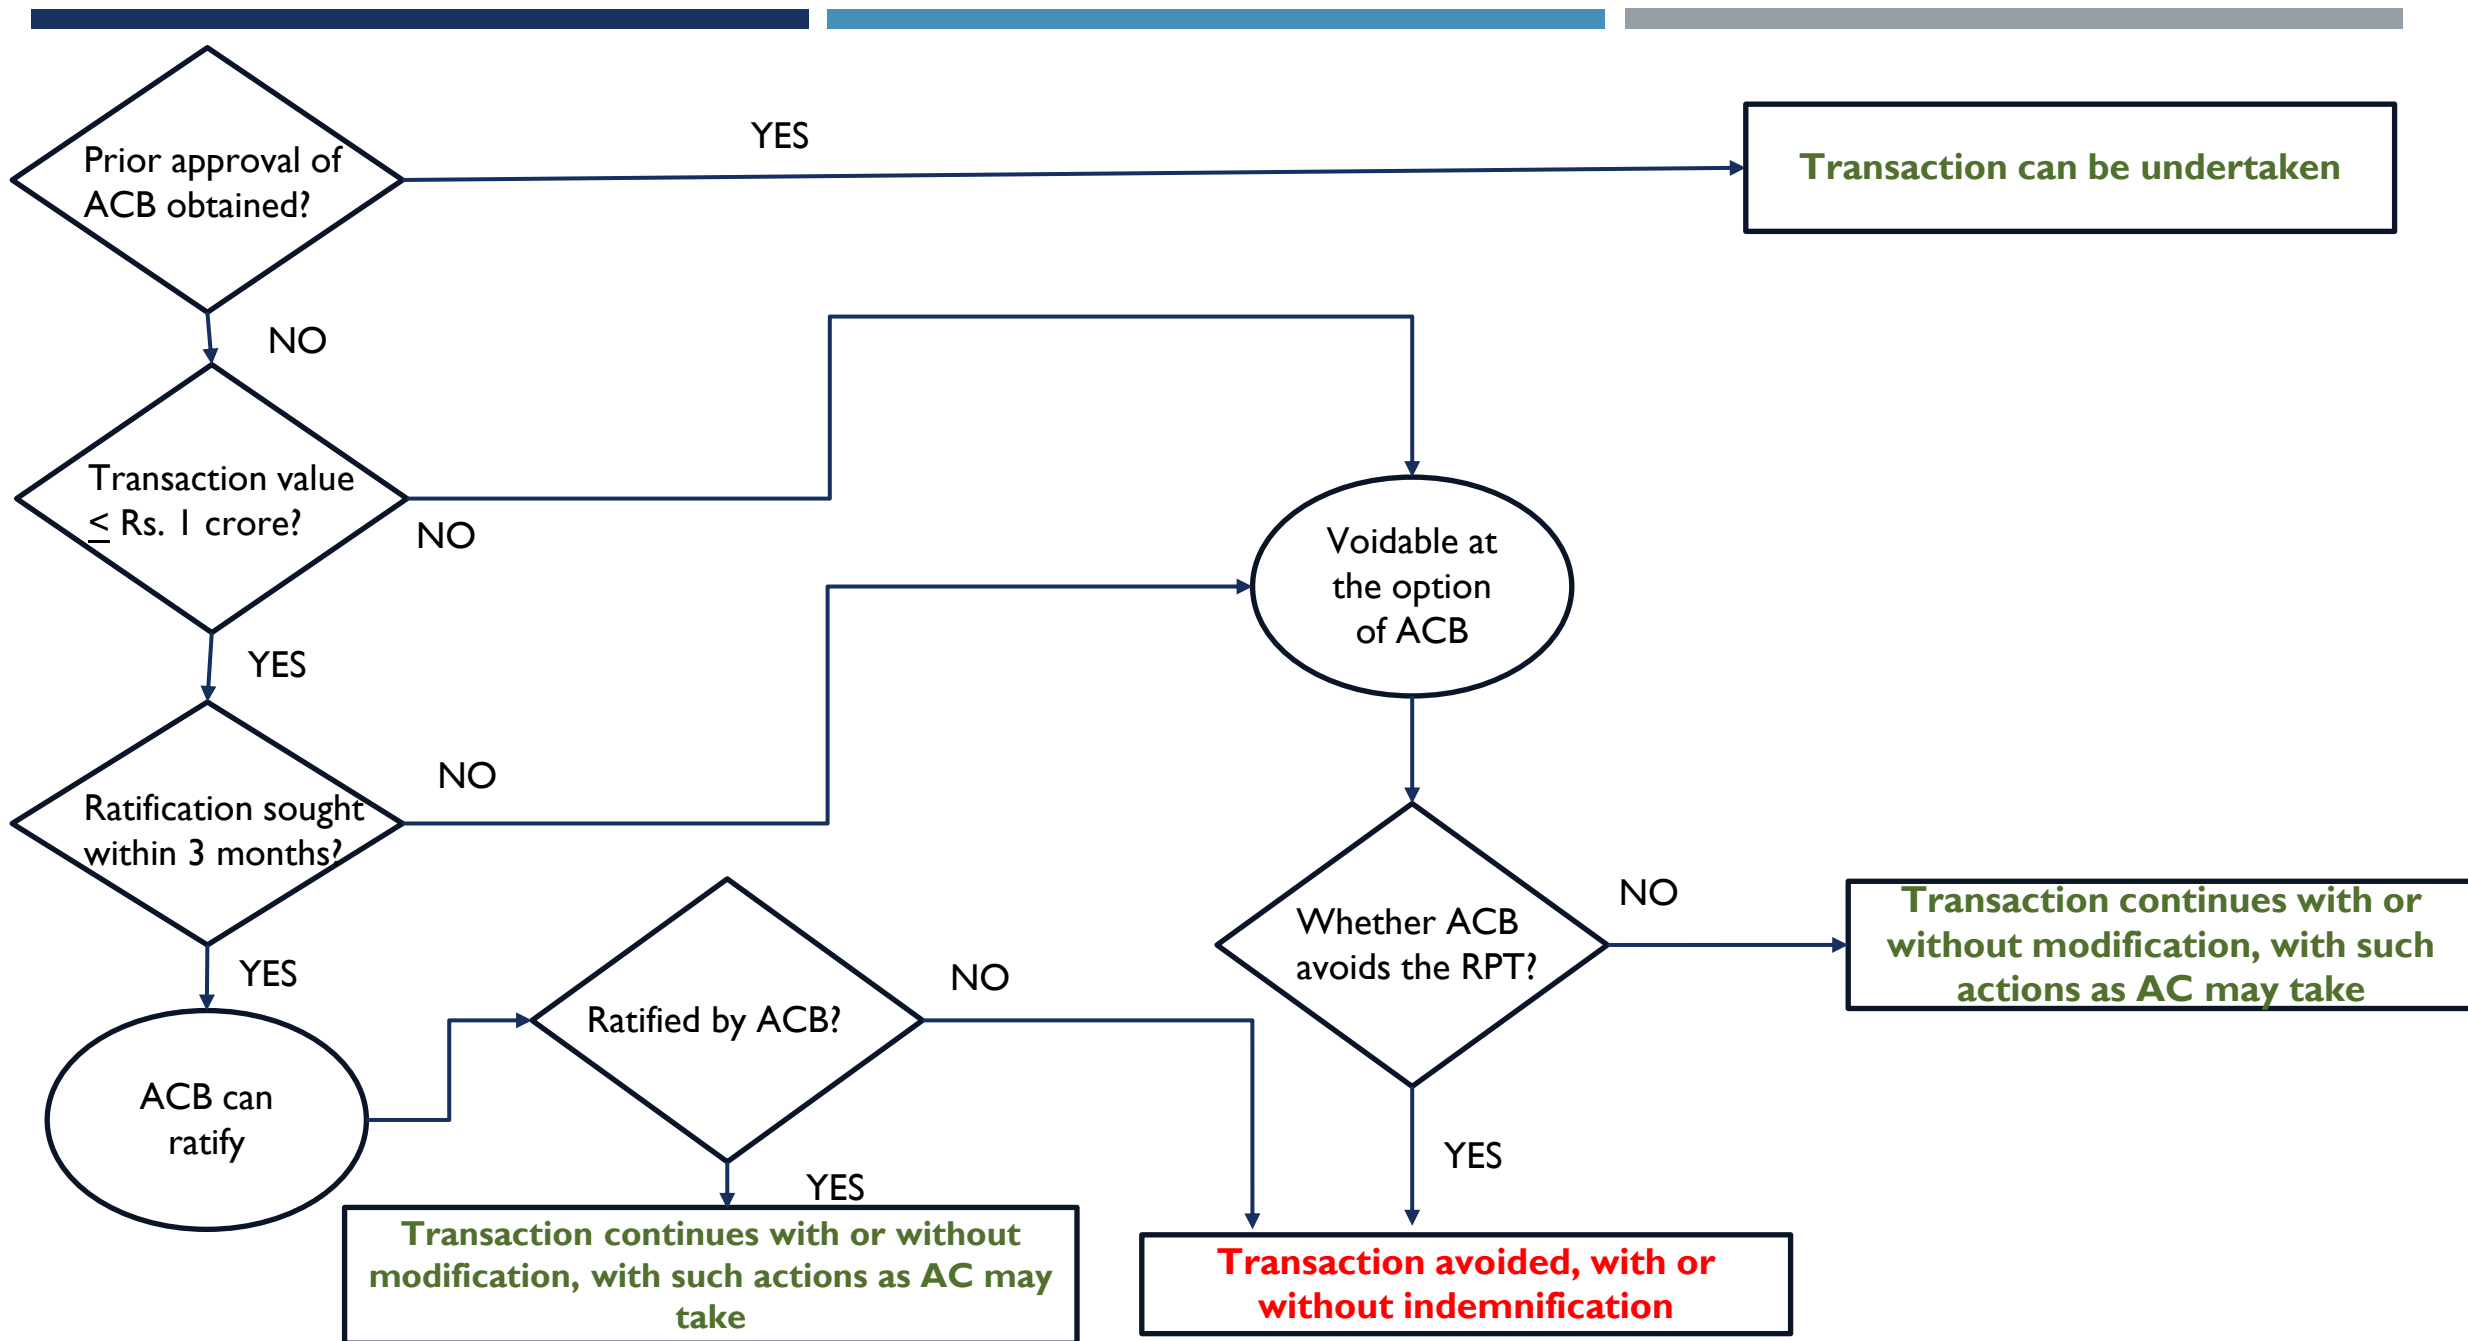 Prior approval of
ACB obtained?
YES
Transaction can be undertaken
NO
Transaction value
≤ Rs. 1 crore?
NO
Voidable at
the option
of ACB
YES
Ratification sought
within 3 months?
NO
Whether ACB
avoids the RPT?
NO
Transaction continues with or
without modification, with such
actions as AC may take
YES
ACB can
ratify
Ratified by ACB?
NO
YES
YES
Transaction continues with or without
modification, with such actions as AC may
take
Transaction avoided, with or
without indemnification